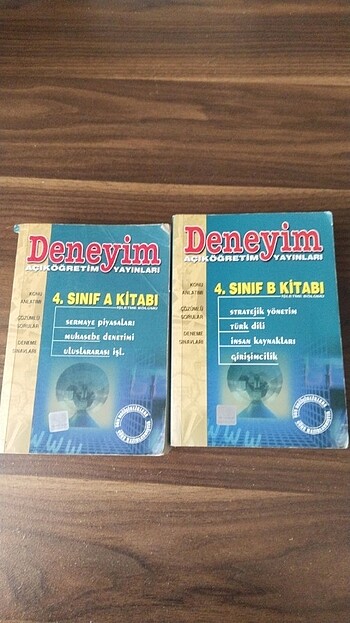 Deneyim
AÇIKÖĞRETİM YAYINLARI
KONU
ANLATIMI
ÇÖZÜMLÜ
SORULAR
DENEME
SINAVLARI
4. SINIF A KİTABI
İŞLETME BÖLÜMÜ
SERMAYE PİYASALARI
MUHASEBE DENETİMİ
ULUSLARARASI İŞL.
WWW
Deneyim
AÇIKÖĞRETİM YAYINLARI
KONU
ANLATIMI
ÇÖZÜMLÜ
SORULAR
DENEME
SINAVLARI
4. SINIF B KİTABI
İŞLETME BÖLÜMÜ
STRATEJİK YÖNETİM
TÜRK DİLİ
İNSAN KAYNAKLARI
GİRİŞİMCİLİK
WWW